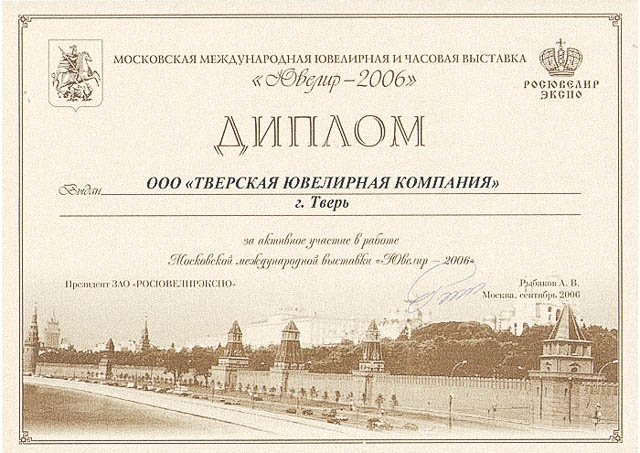 МОСКОВСКАЯ МЕЖДУНАРОДНАЯ ЮВЕЛИРНАЯ И ЧАСОВАЯ ВЫСТАВКА
«Ювелир – 2006»
РОСЮВЕЛИР
ЭКСПО
ДИПЛОМ
Выдан ООО «ТВЕРСКАЯ ЮВЕЛИРНАЯ КОМПАНИЯ»
г. Тверь
за активное участие в работе
Московской международной выставки «Ювелир – 2006»
Президент ЗАО «РОСЮВЕЛИРЭКСПО»
Рыбаков А. В.
Москва, сентябрь 2006